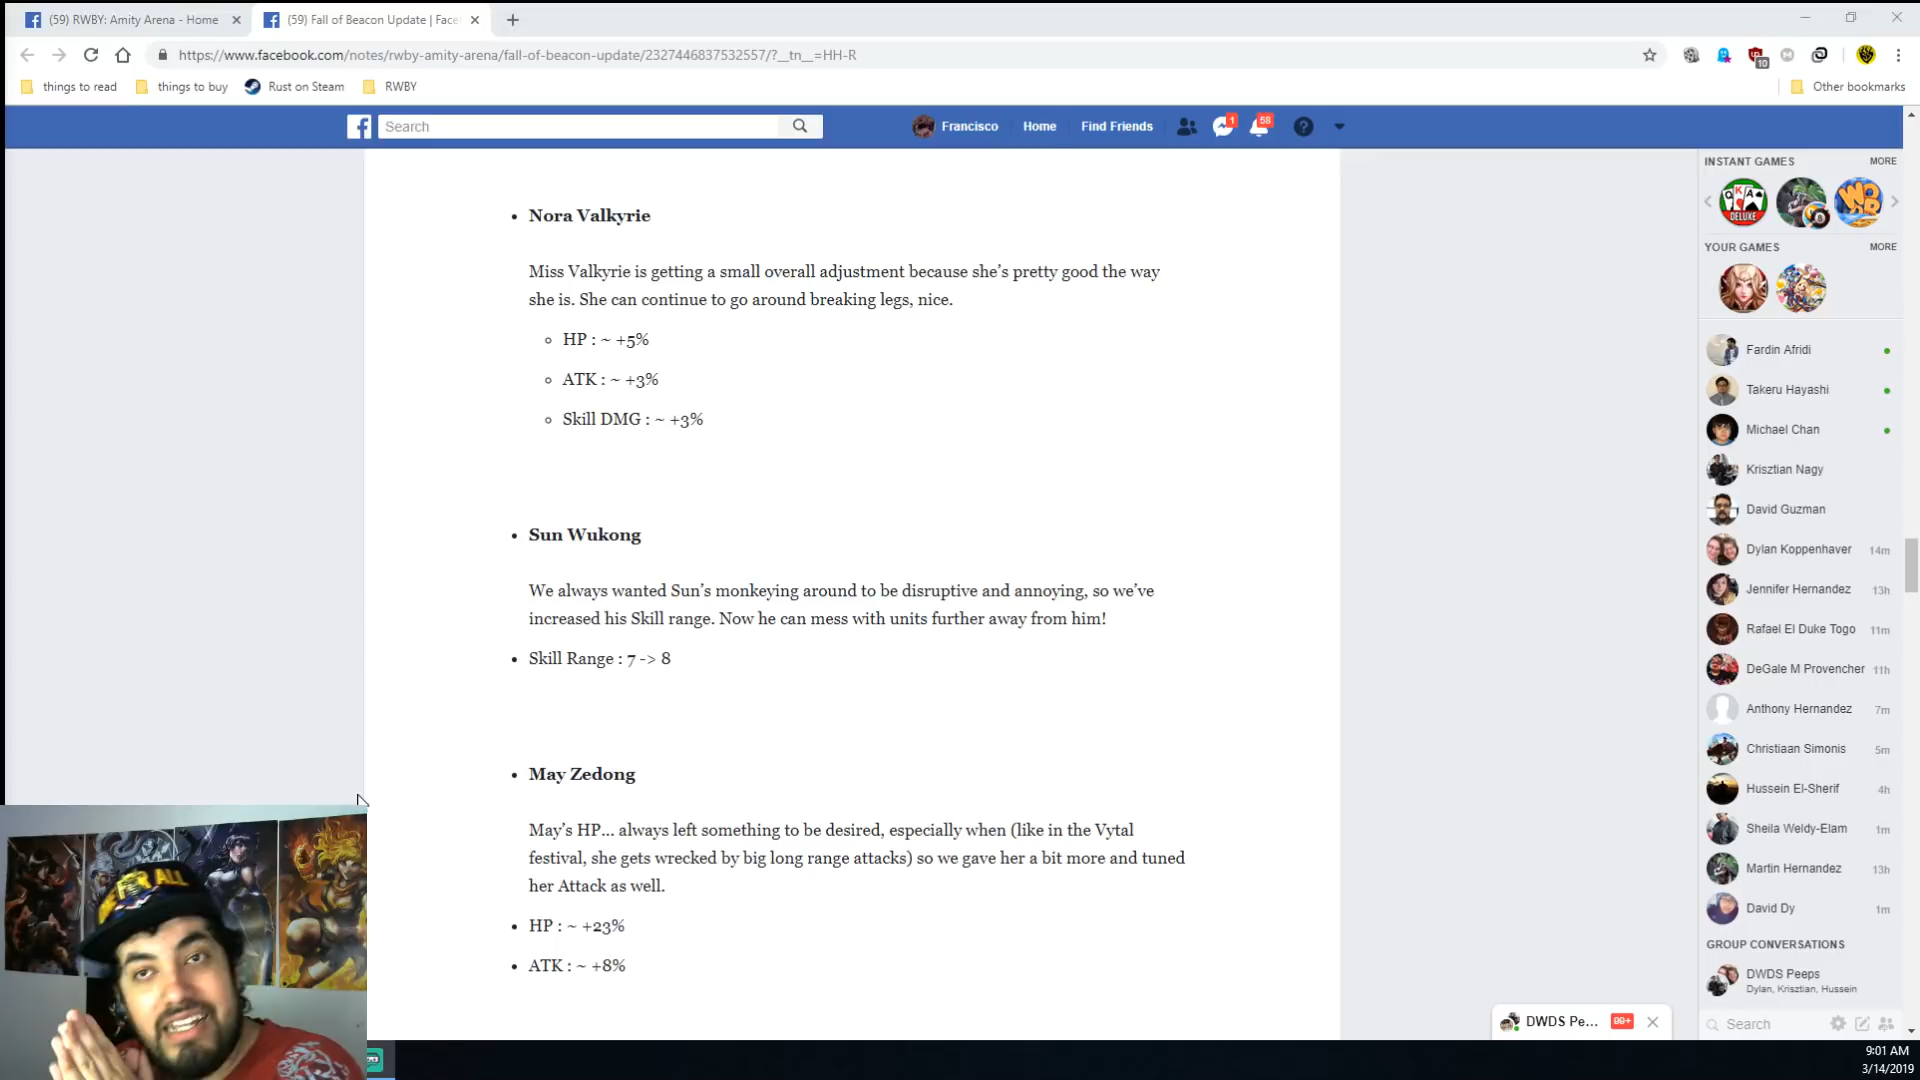 (59) RWBY: Amity Arena - Home
(59) Fall of Beacon Update | Face
https://www.facebook.com/notes/rwby-amity-arena/fall-of-beacon-update/2327446837532557/?__tn__=HH-R
10
things to read
things to buy
Rust on Steam
RWBY
Other bookmarks
Search
Francisco
Home
Find Friends
1
58
INSTANT GAMES
MORE
YOUR GAMES
MORE
• Nora Valkyrie
Miss Valkyrie is getting a small overall adjustment because she's pretty good the way
she is. She can continue to go around breaking legs, nice.
HP : ~ +5%
ATK : ~ +3%
Skill DMG : ~ +3%
• Sun Wukong
We always wanted Sun's monkeying around to be disruptive and annoying, so we've
increased his Skill range. Now he can mess with units further away from him!
• Skill Range : 7 -> 8
• May Zedong
May's HP... always left something to be desired, especially when (like in the Vytal
festival, she gets wrecked by big long range attacks) so we gave her a bit more and tuned
her Attack as well.
• HP : ~ +23%
• ATK : ~ +8%
Fardin Afridi
Takeru Hayashi
Michael Chan
Krisztian Nagy
David Guzman
Dylan Koppenhaver 14m
Jennifer Hernandez 13h
Rafael El Duke Togo 11m
DeGale M Provencher 11h
Anthony Hernandez 7m
Christiaan Simonis 5m
Hussein El-Sherif 4h
Sheila Weldy-Elam 1m
Martin Hernandez 13h
David Dy 1m
GROUP CONVERSATIONS
DWDS Peeps
Dylan, Krisztian, Hussein
Search
DWDS Pe... 99+
9:01 AM
3/14/2019